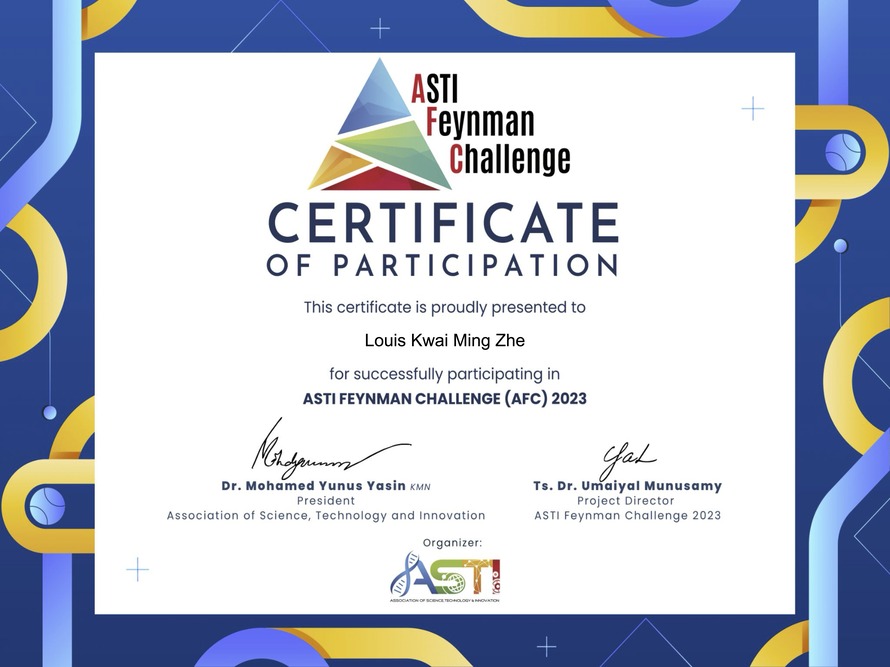 ASTI
Feynman
Challenge
CERTIFICATE
OF PARTICIPATION
This certificate is proudly presented to
Louis Kwai Ming Zhe
for successfully participating in
ASTI FEYNMAN CHALLENGE (AFC) 2023
Dr. Mohamed Yunus Yasin KMN
President
Association of Science, Technology and Innovation
Ts. Dr. Umaiyal Munusamy
Project Director
ASTI Feynman Challenge 2023
Organizer:
ASTI
ASSOCIATION OF SCIENCE, TECHNOLOGY & INNOVATION